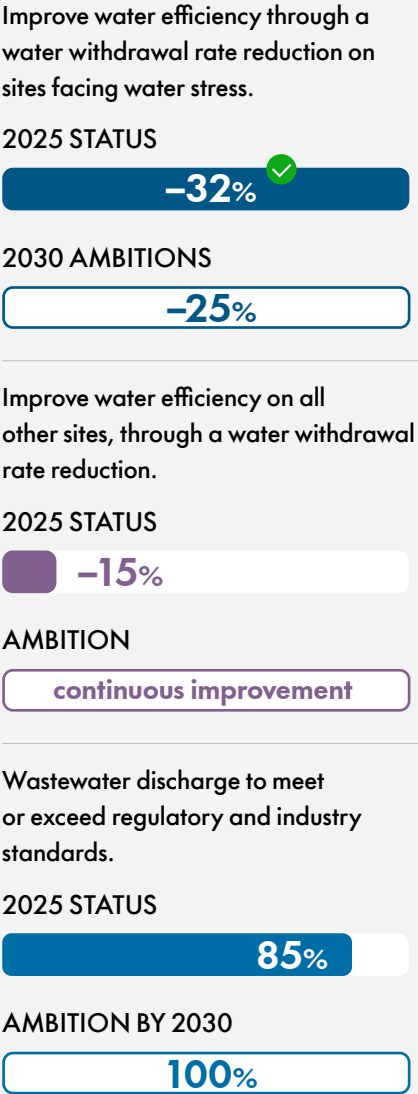 Improve water efficiency through a
water withdrawal rate reduction on
sites facing water stress.
2025 STATUS
–32%
2030 AMBITIONS
–25%
Improve water efficiency on all
other sites, through a water withdrawal
rate reduction.
2025 STATUS
–15%
AMBITION
continuous improvement
Wastewater discharge to meet
or exceed regulatory and industry
standards.
2025 STATUS
85%
AMBITION BY 2030
100%